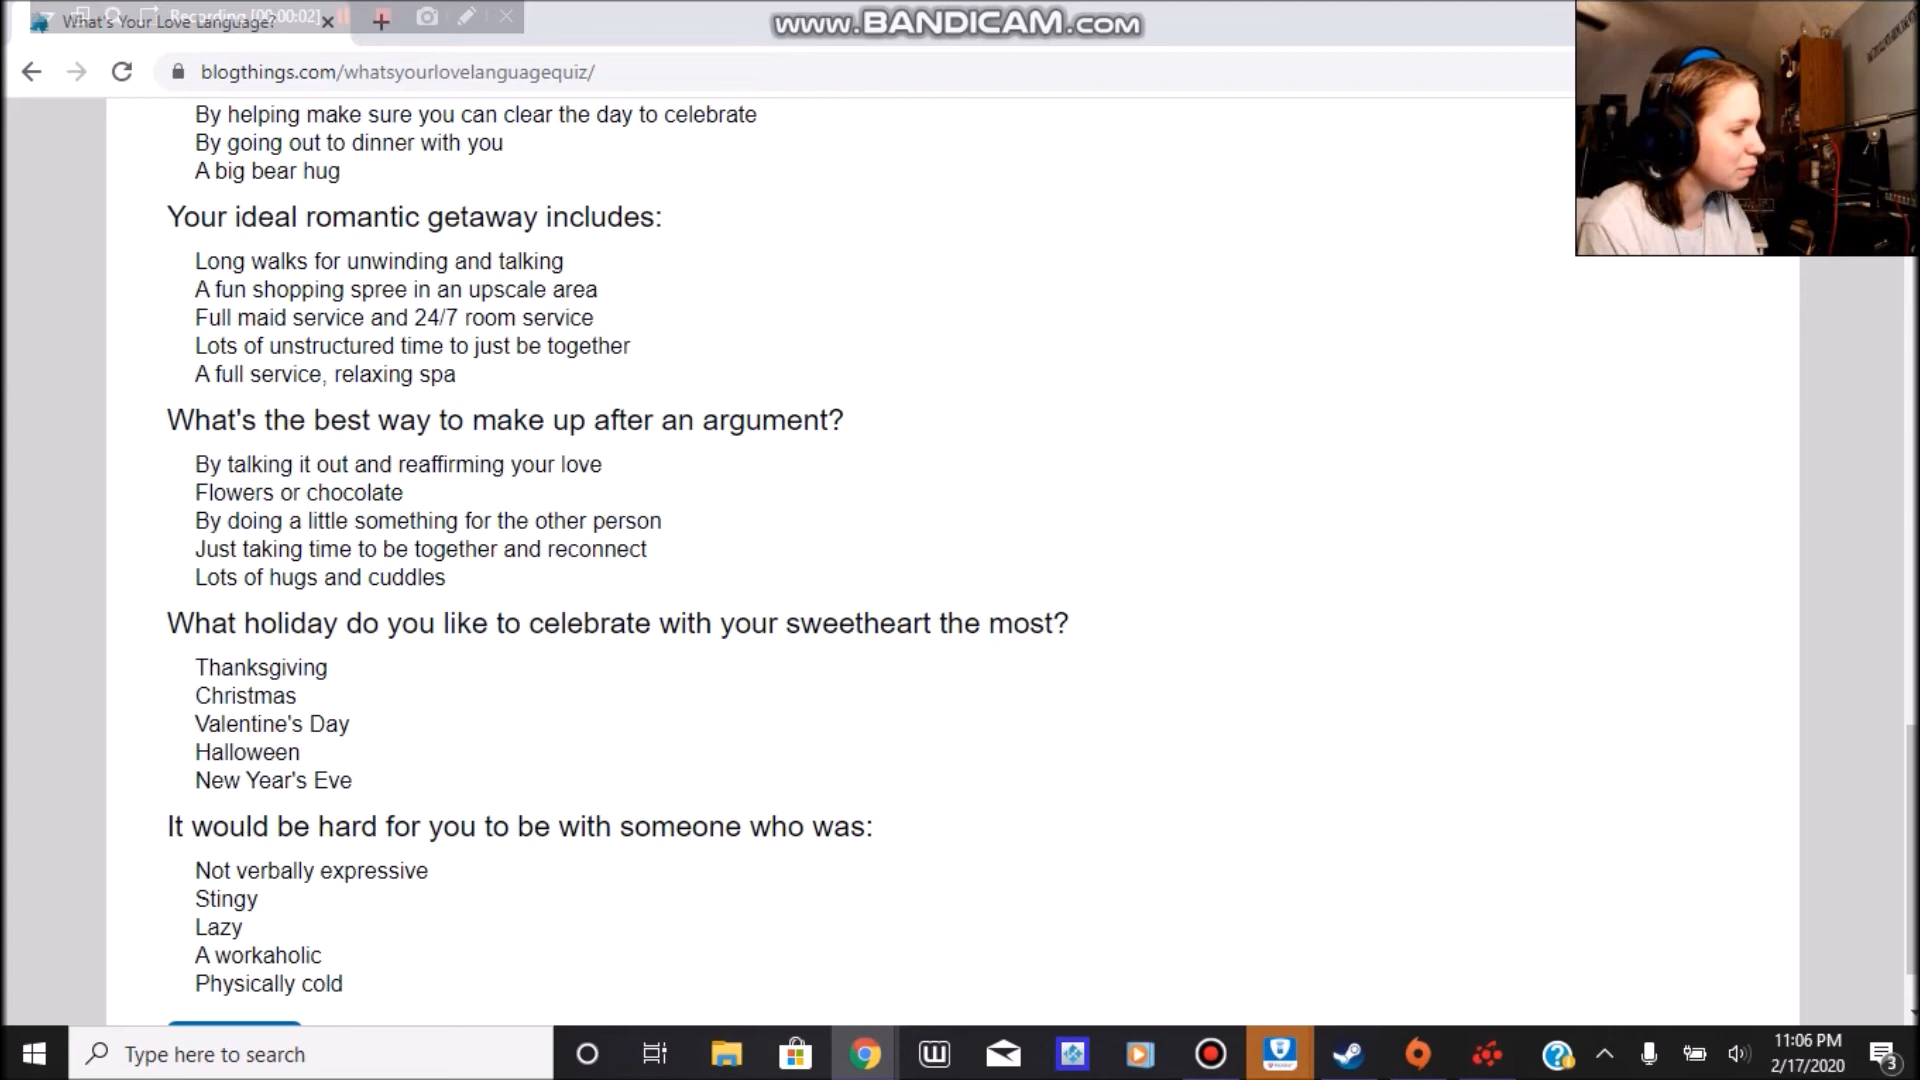 Recording [00:00:02]
What's Your Love Language?
www.BANDICAM.com
blogthings.com/whatsyourlovelanguagequiz/
By helping make sure you can clear the day to celebrate
By going out to dinner with you
A big bear hug
Your ideal romantic getaway includes:
Long walks for unwinding and talking
A fun shopping spree in an upscale area
Full maid service and 24/7 room service
Lots of unstructured time to just be together
A full service, relaxing spa
What's the best way to make up after an argument?
By talking it out and reaffirming your love
Flowers or chocolate
By doing a little something for the other person
Just taking time to be together and reconnect
Lots of hugs and cuddles
What holiday do you like to celebrate with your sweetheart the most?
Thanksgiving
Christmas
Valentine's Day
Halloween
New Year's Eve
It would be hard for you to be with someone who was:
Not verbally expressive
Stingy
Lazy
A workaholic
Physically cold
Type here to search
11:06 PM
2/17/2020
3